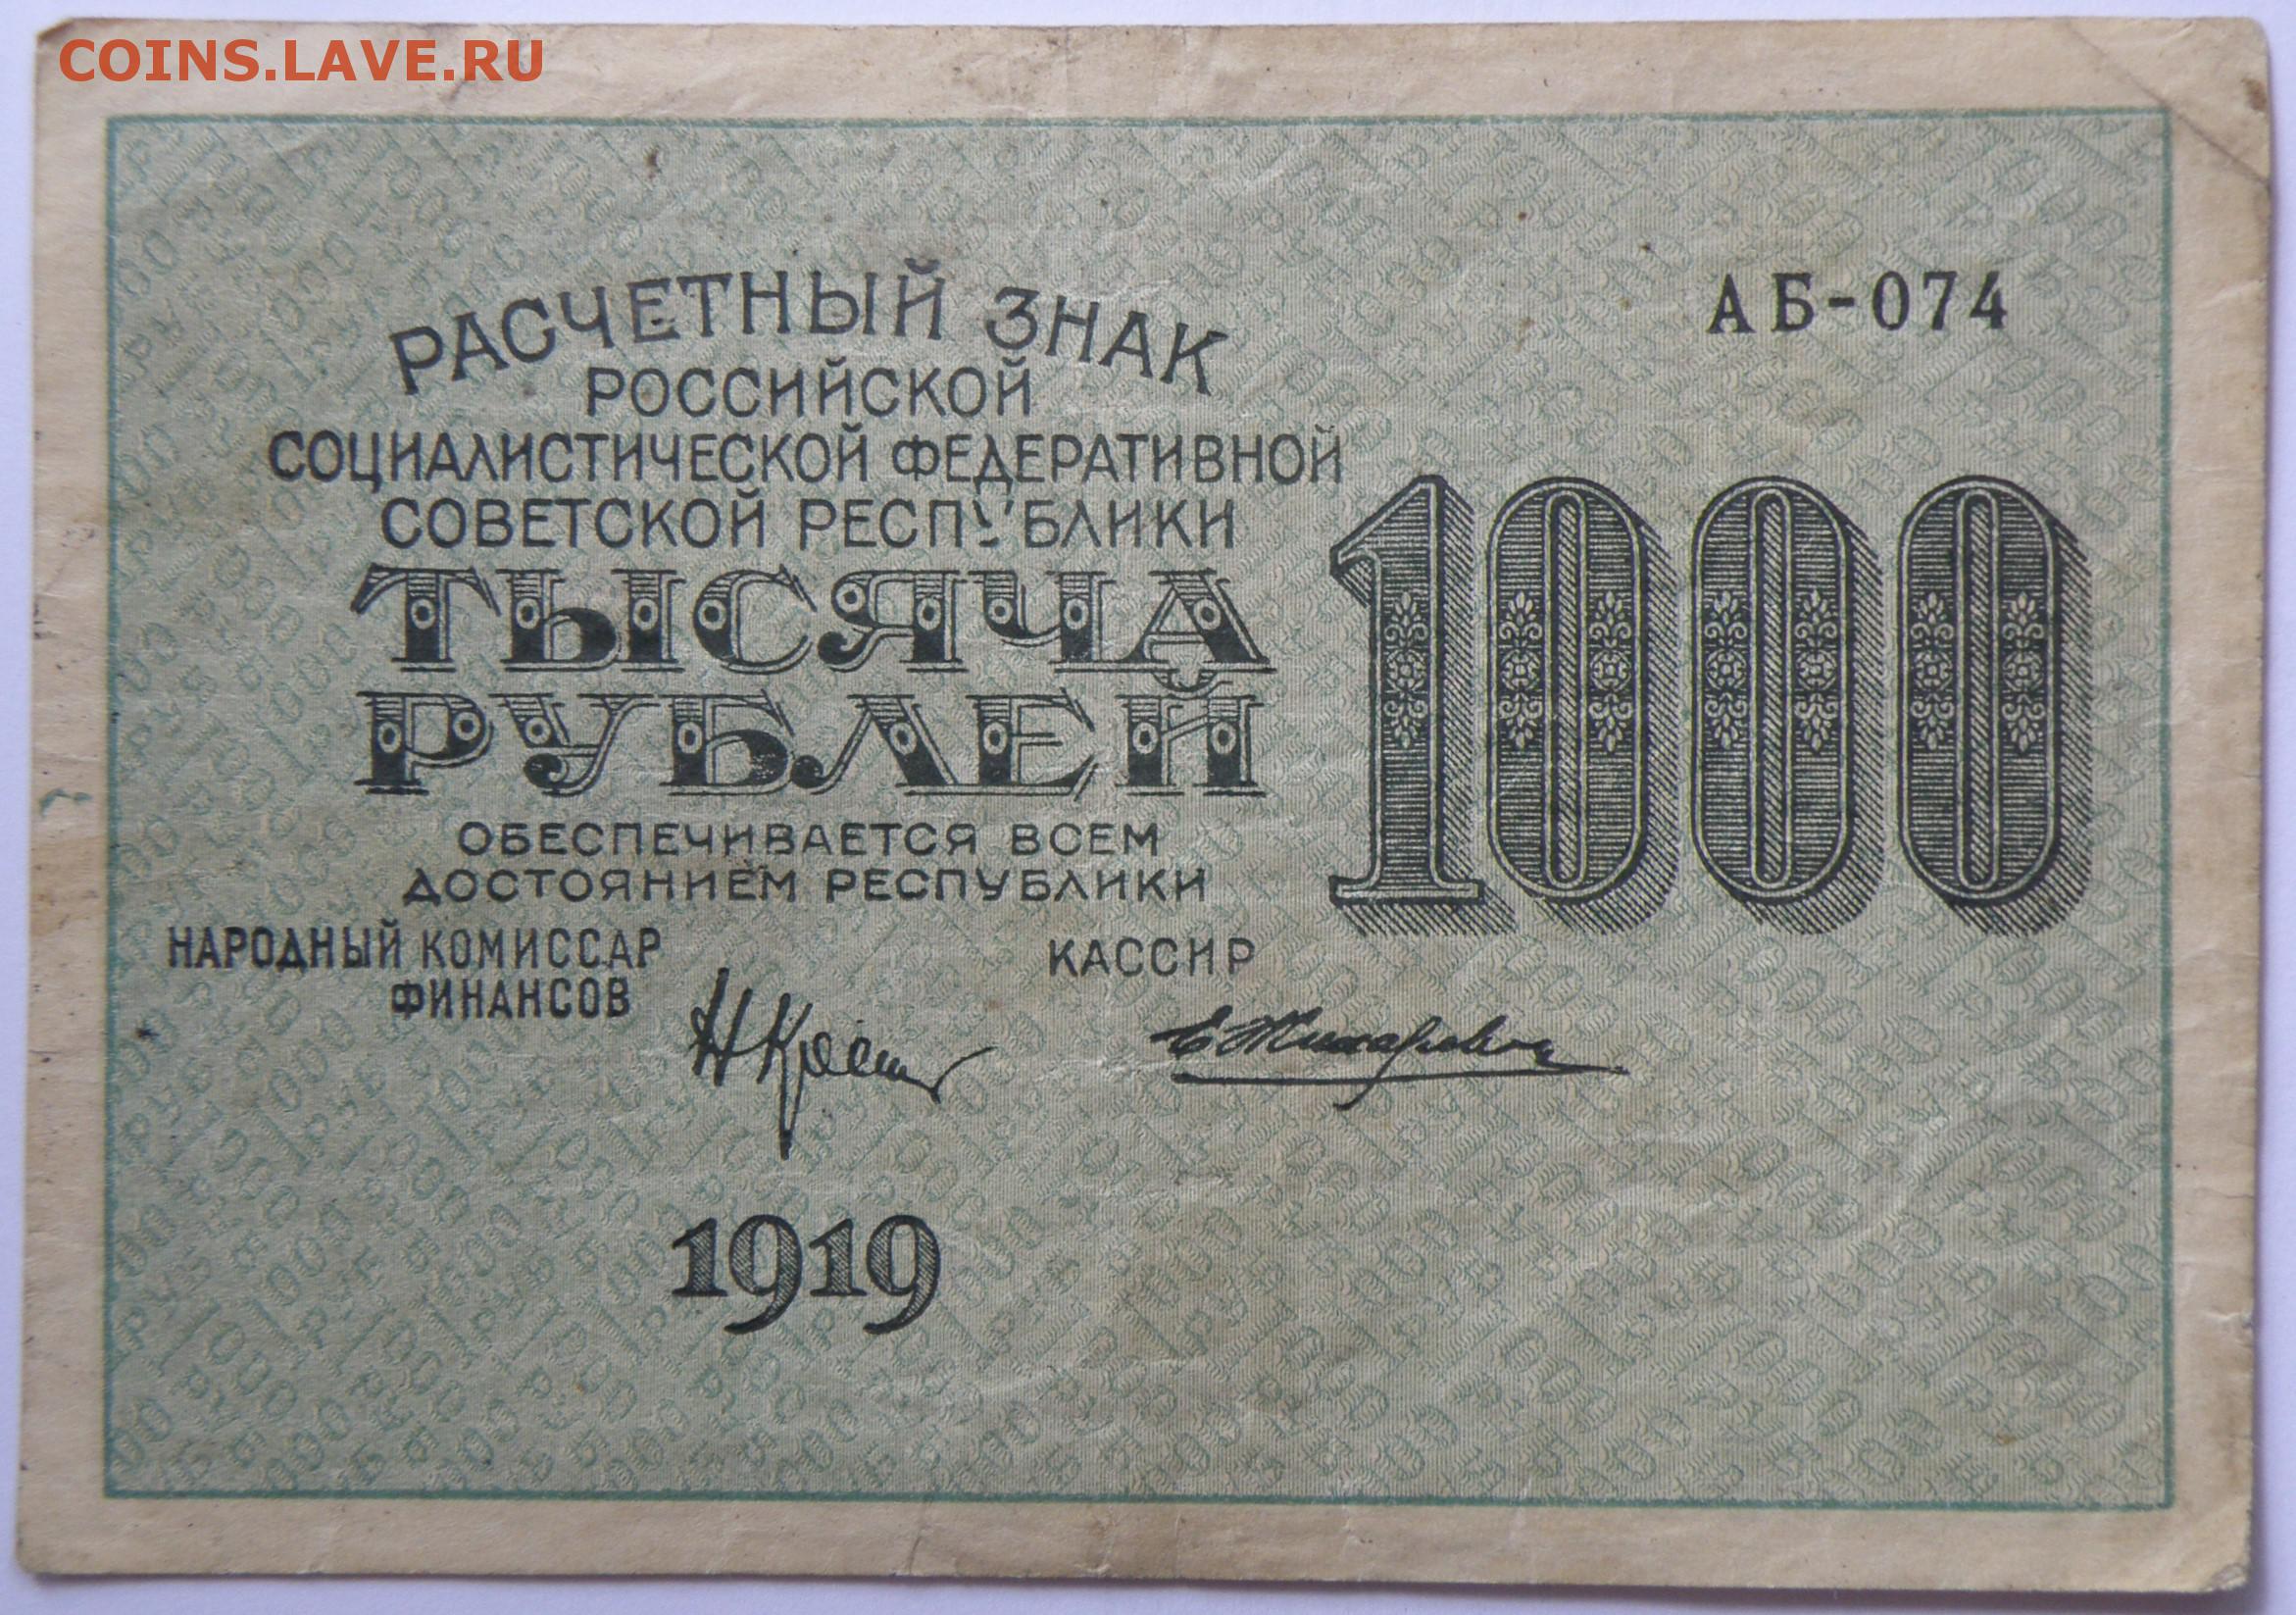 COINS.LAVE.RU
РАСЧЕТНЫЙ ЗНАК
АБ-074
РОССИЙСКОЙ
СОЦИАЛИСТИЧЕСКОЙ ФЕДЕРАТИВНОЙ
СОВЕТСКОЙ РЕСПУБЛИКИ
ТЫСЯЧА
РУБЛЕЙ
1000
ОБЕСПЕЧИВАЕТСЯ ВСЕМ
ДОСТОЯНИЕМ РЕСПУБЛИКИ
НАРОДНЫЙ КОМИССАР
ФИНАНСОВ
КАССИР
1919